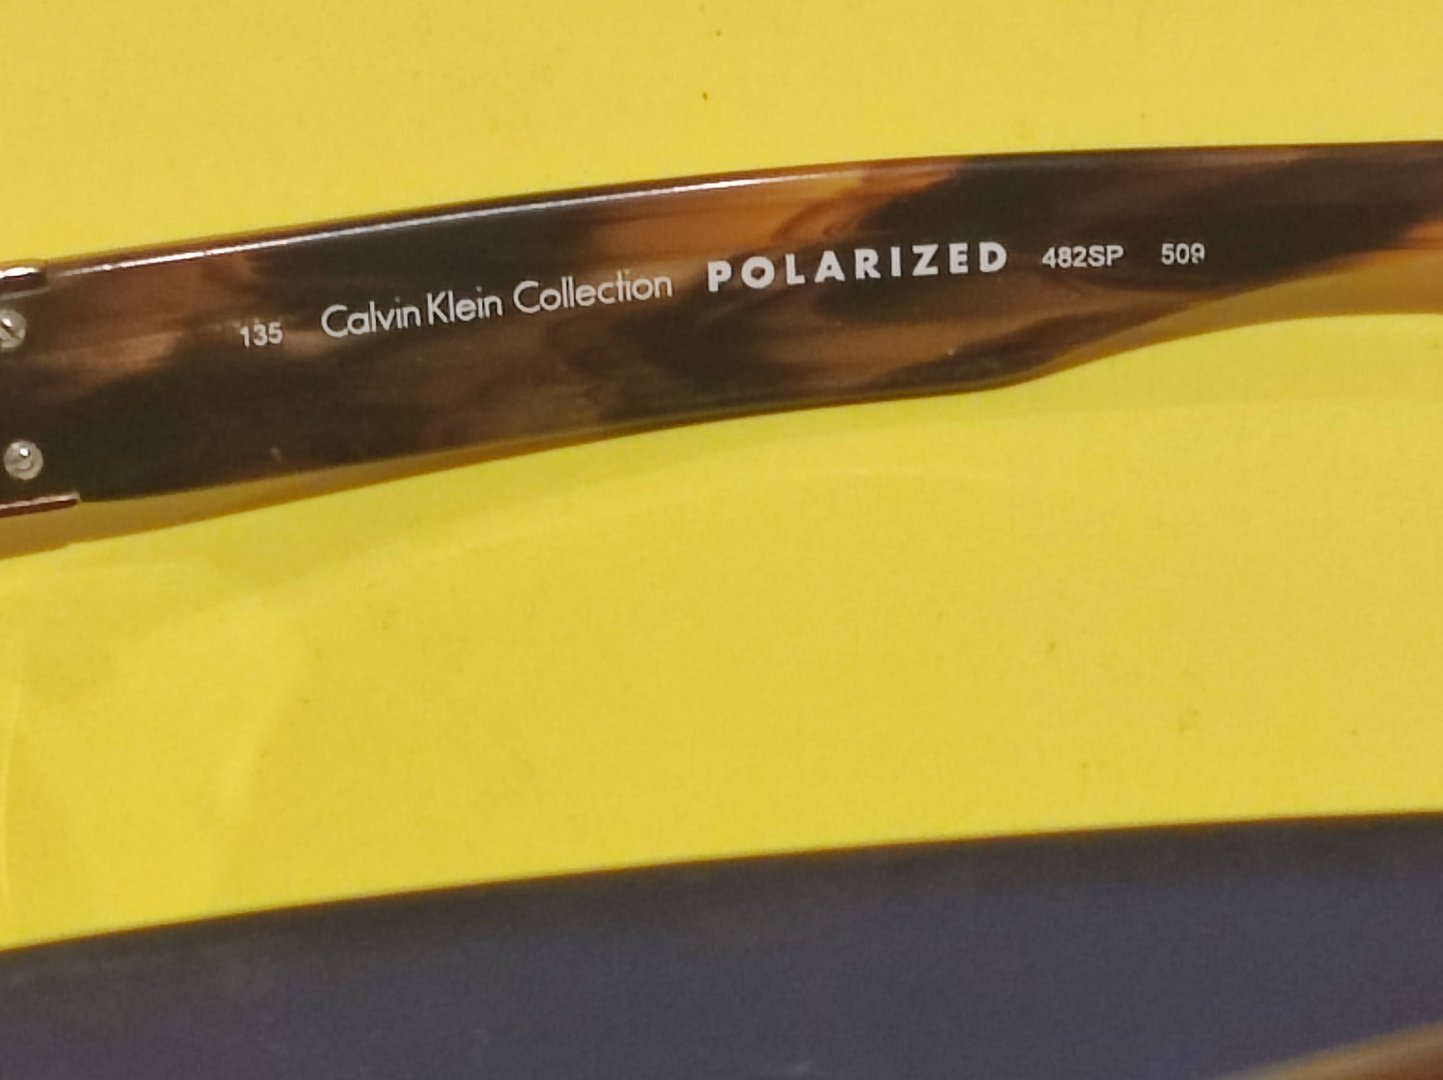 135 Calvin Klein Collection POLARIZED 482SP 509